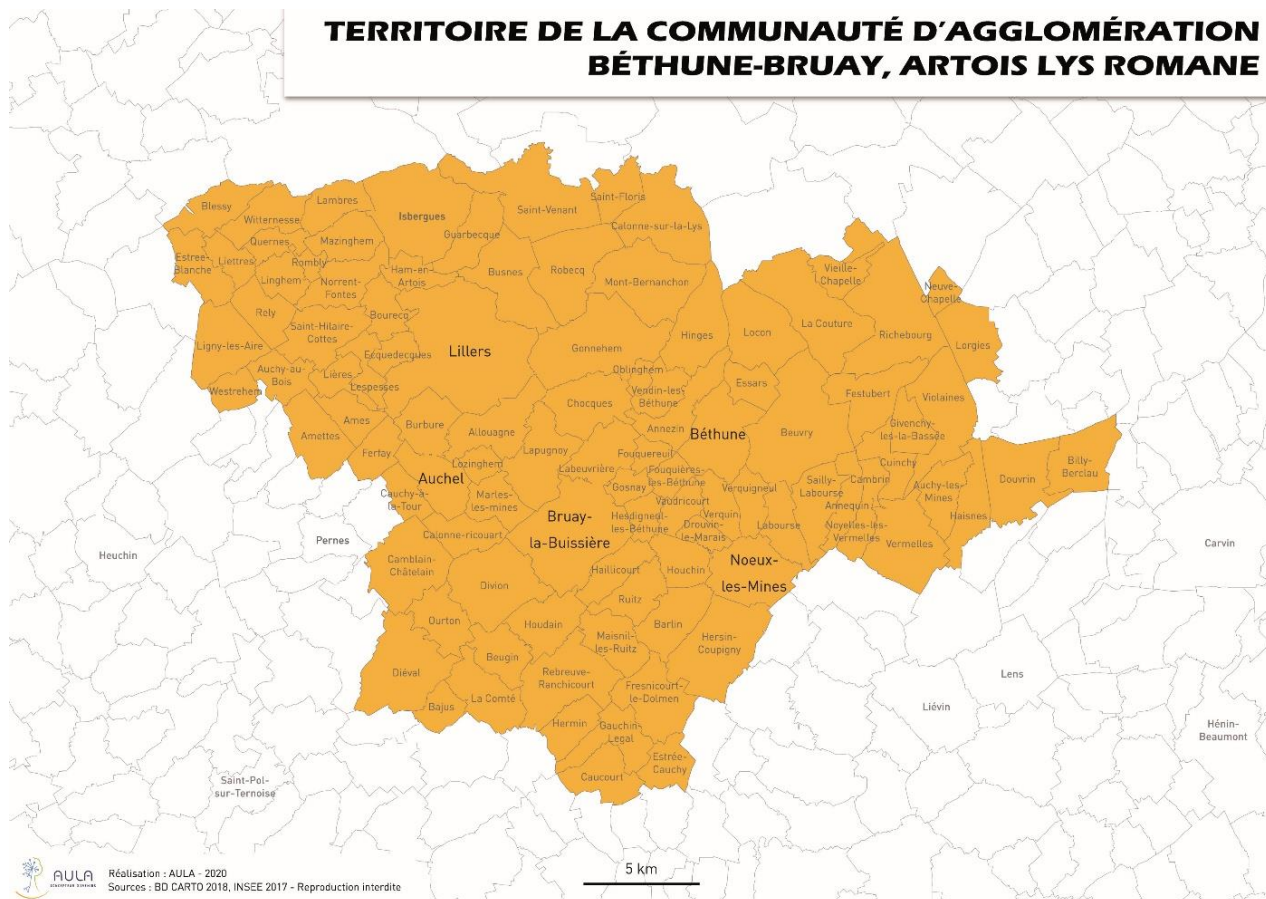 TERRITOIRE DE LA COMMUNAUTÉ D'AGGLOMÉRATION
BÉTHUNE-BRUAY, ARTOIS LYS ROMANE
Blessy
Witternesse
Lambres
Isbergues
Guarbecque
Saint-Venant
Saint-Floris
Calonne-sur-la-Lys
Quernes
Mazinghem
Estrée-
Blanche
Liettres
Rombly
Linghem
Norrent-
Fontes
Ham-en-
Artois
Busnes
Robecq
Mont-Bernanchon
Vieille-
Chapelle
Neuve-
Chapelle
Rely
Bourecq
Saint-Hilaire-
Cottes
Hinges
Locon
La Couture
Richebourg
Lorgies
Ligny-les-Aire
Ecquedecques
Lillers
Gonnehem
Auchy-au-
Bois
Lières
Lespesses
Oblinghem
Vendin-les-
Béthune
Essars
Festubert
Violaines
Westrehem
Chocques
Ames
Amettes
Burbure
Allouagne
Annezin
Béthune
Beuvry
Givenchy-
les-la-Bassée
Ferfay
Lozinghem
Lapugnoy
Fouquereuil
Labeuvrière
Fouquières-
les-Béthune
Cuinchy
Billy-
Berclau
Douvrin
Auchel
Cauchy-à-
la-Tour
Marles-
les-mines
Gosnay
Vaudricourt
Verquigneul
Sailly-
Labourse
Cambrin
Annequin
Auchy-les-
Mines
Haisnes
Bruay-
la-Buissière
Hesdigneul-
les-Béthune
Verquin
Drouvin-
le-Marais
Labourse
Noyelles-les-
Vermelles
Vermelles
Calonne-ricouart
Pernes
Heuchin
Carvin
Camblain-
Châtelain
Divion
Haillicourt
Houchin
Noeux-
les-Mines
Ruitz
Ourton
Houdain
Maisnil-
les-Ruitz
Barlin
Hersin-
Coupigny
Beugin
Diéval
Rebreuve-
Ranchicourt
Fresnicourt-
le-Dolmen
Lens
Bajus
La Comté
Liévin
Hermin
Gauchin-
Legal
Hénin-
Beaumont
Estrée-
Cauchy
Caucourt
Saint-Pol-
sur-Ternoise
AULA
Réalisation : AULA - 2020
Sources : BD CARTO 2018, INSEE 2017 - Reproduction interdite
5 km